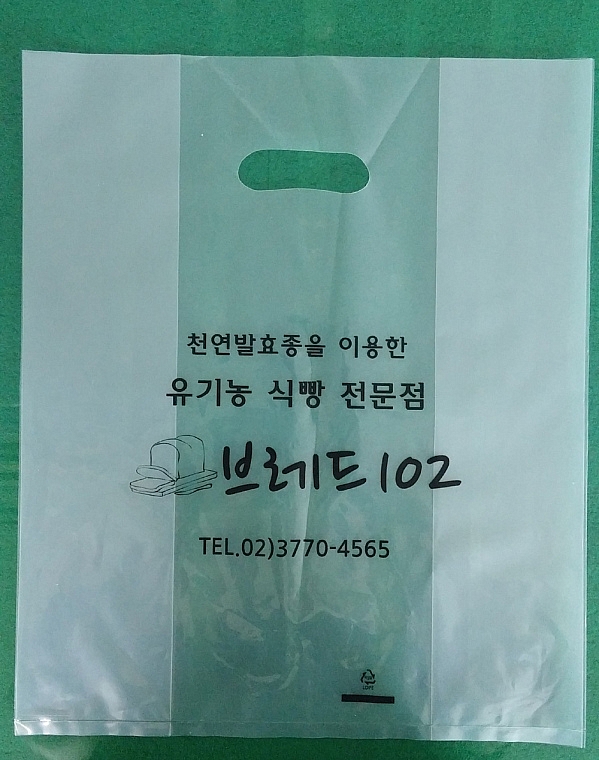 천연발효종을 이용한
유기농 식빵 전문점
브레드102
TEL.02)3770-4565
LDPE